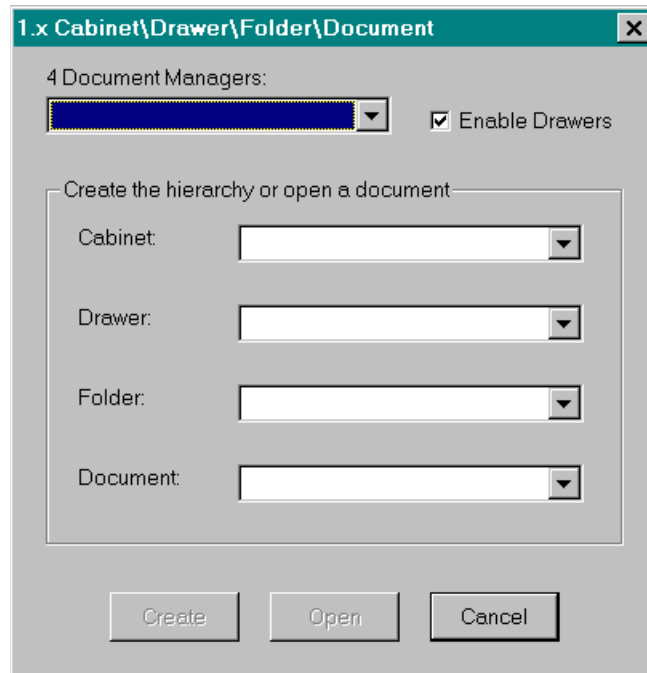 1.x Cabinet\Drawer\Folder\Document
4 Document Managers:
Enable Drawers
Create the hierarchy or open a document
Cabinet:
Drawer:
Folder:
Document:
Create Open Cancel